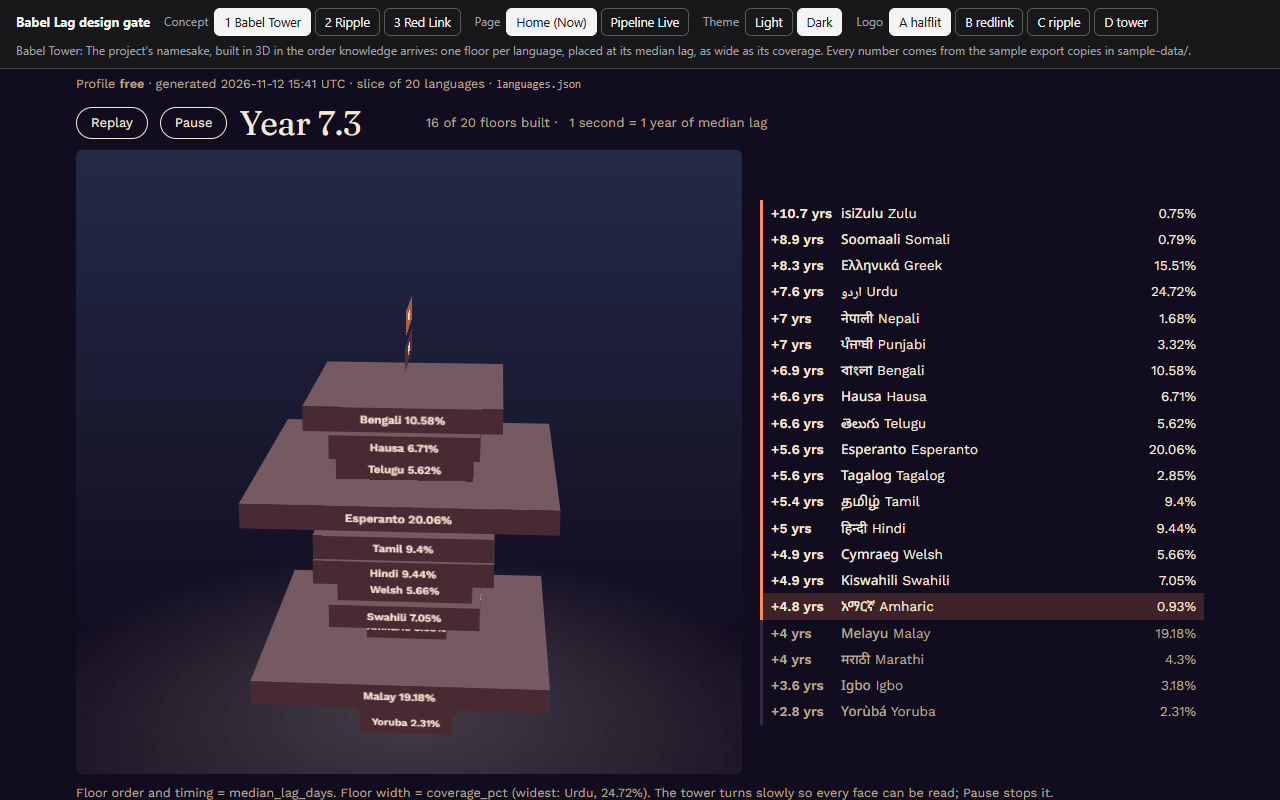 Babel Lag design gate Concept 1 Babel Tower 2 Ripple 3 Red Link Page Home (Now) Pipeline Live Theme Light Dark Logo A halflit B redlink C ripple D tower
Babel Tower: The project's namesake, built in 3D in the order knowledge arrives: one floor per language, placed at its median lag, as wide as its coverage. Every number comes from the sample export copies in sample-data/.
Profile free · generated 2026-11-12 15:41 UTC · slice of 20 languages · languages.json
Replay Pause Year 7.3 16 of 20 floors built · 1 second = 1 year of median lag
Bengali 10.58%
Hausa 6.71%
Telugu 5.62%
Esperanto 20.06%
Tamil 9.4%
Hindi 9.44%
Welsh 5.66%
Swahili 7.05%
Malay 19.18%
Yoruba 2.31%
+10.7 yrs isiZulu Zulu 0.75%
+8.9 yrs Soomaali Somali 0.79%
+8.3 yrs Ελληνικά Greek 15.51%
+7.6 yrs اردو Urdu 24.72%
+7 yrs नेपाली Nepali 1.68%
+7 yrs ਪੰਜਾਬੀ Punjabi 3.32%
+6.9 yrs বাংলা Bengali 10.58%
+6.6 yrs Hausa Hausa 6.71%
+6.6 yrs తెలుగు Telugu 5.62%
+5.6 yrs Esperanto Esperanto 20.06%
+5.6 yrs Tagalog Tagalog 2.85%
+5.4 yrs தமிழ் Tamil 9.4%
+5 yrs हिन्दी Hindi 9.44%
+4.9 yrs Cymraeg Welsh 5.66%
+4.9 yrs Kiswahili Swahili 7.05%
+4.8 yrs አማርኛ Amharic 0.93%
+4 yrs Melayu Malay 19.18%
+4 yrs मराठी Marathi 4.3%
+3.6 yrs Igbo Igbo 3.18%
+2.8 yrs Yorùbá Yoruba 2.31%
Floor order and timing = median_lag_days. Floor width = coverage_pct (widest: Urdu, 24.72%). The tower turns slowly so every face can be read; Pause stops it.